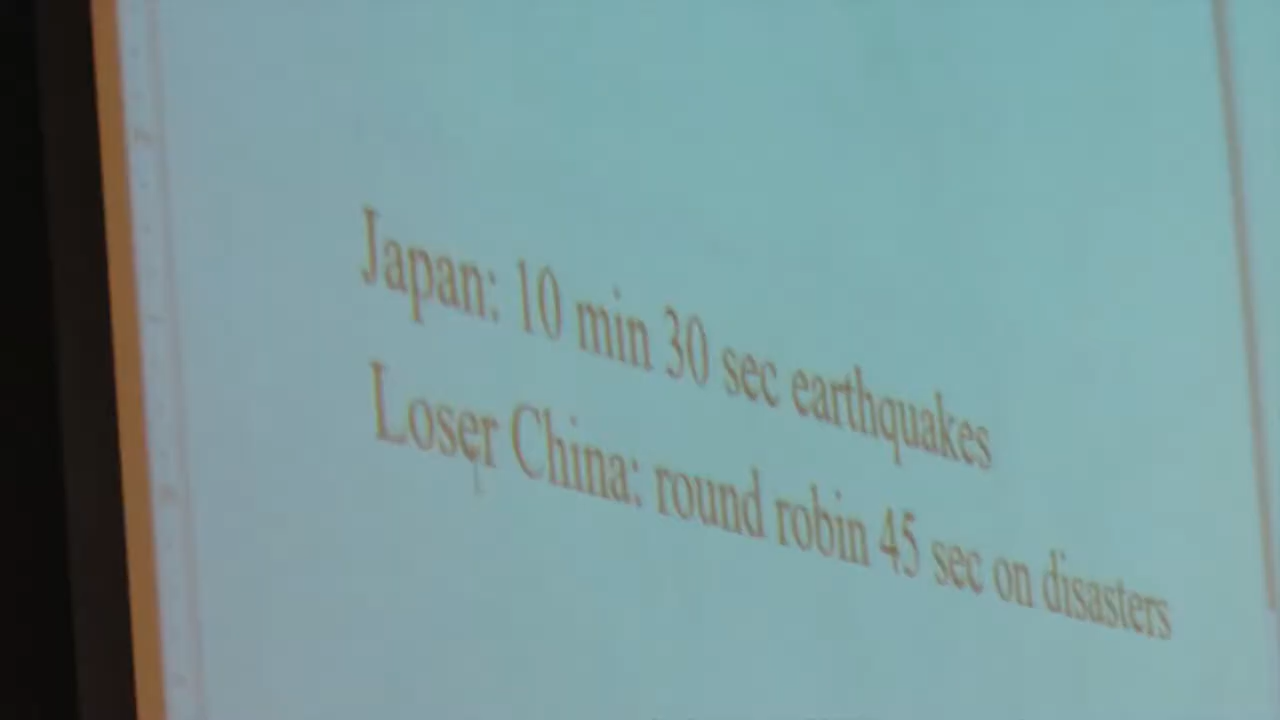 Japan: 10 min 30 sec earthquakes
Loser China: round robin 45 sec on disasters